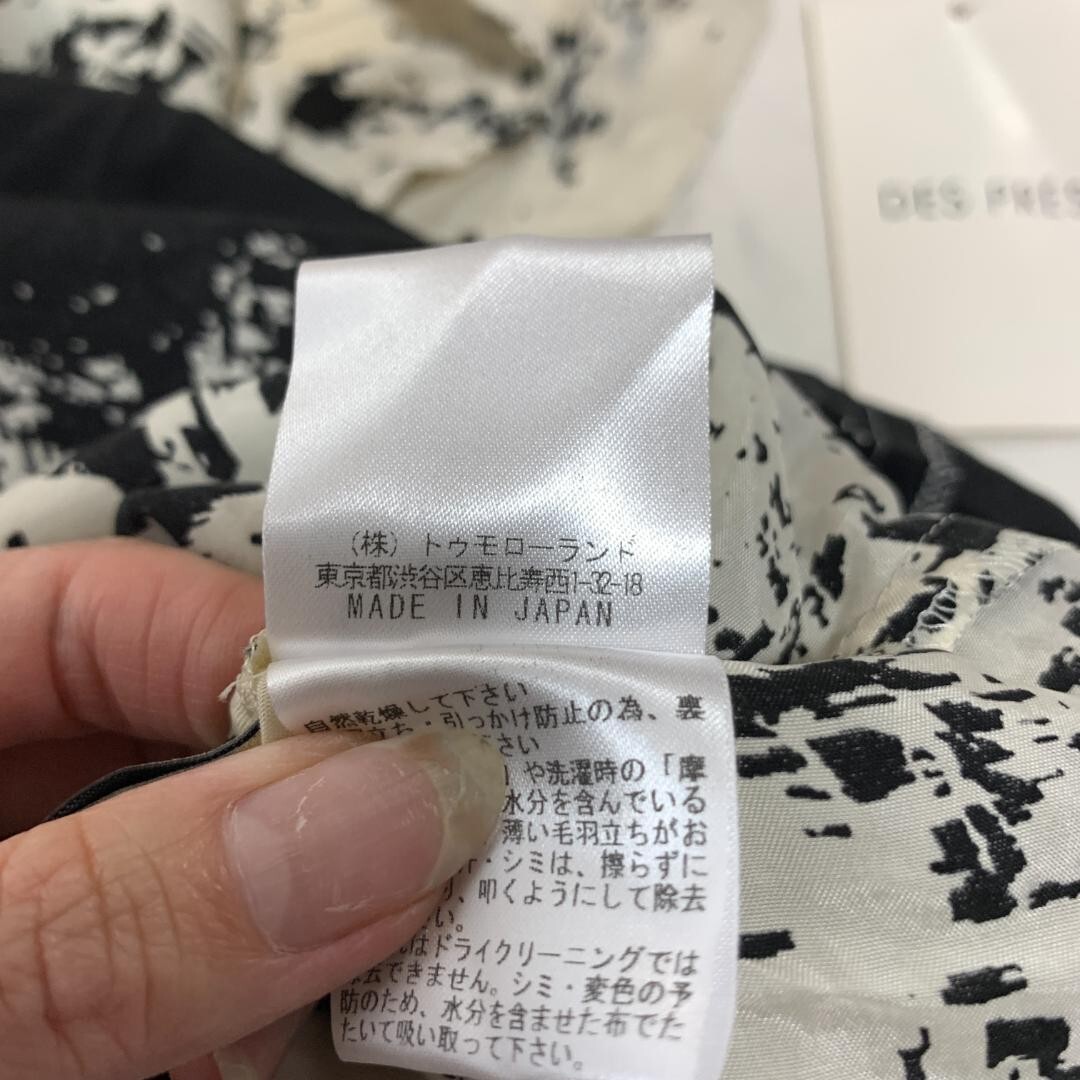 DES PRÉS
(株) トゥモローランド
東京都渋谷区恵比寿西1-32-18
MADE IN JAPAN
して下さい
自然乾燥・引っかけ防止の為、裏
立ち さい
や洗濯時の「摩
水分を含んでいる
薄い毛羽立ちがお
・シミは、擦らずに
、叩くようにして除去
い。
はドライクリーニングでは
去できません。シミ・変色の予
防のため、水分を含ませた布でた
たいて吸い取って下さい。